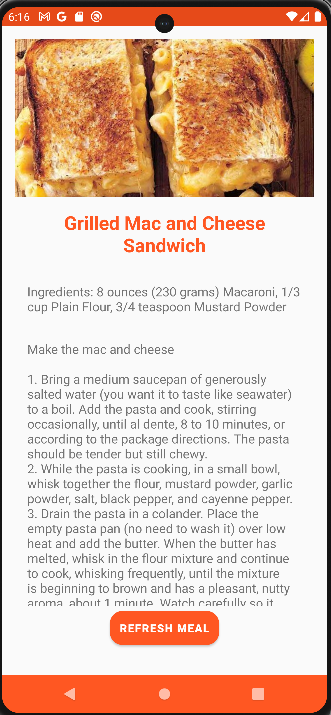 6:16
Grilled Mac and Cheese
Sandwich
Ingredients: 8 ounces (230 grams) Macaroni, 1/3
cup Plain Flour, 3/4 teaspoon Mustard Powder
Make the mac and cheese
1. Bring a medium saucepan of generously
salted water (you want it to taste like seawater)
to a boil. Add the pasta and cook, stirring
occasionally, until al dente, 8 to 10 minutes, or
according to the package directions. The pasta
should be tender but still chewy.
2. While the pasta is cooking, in a small bowl,
whisk together the flour, mustard powder, garlic
powder, salt, black pepper, and cayenne pepper.
3. Drain the pasta in a colander. Place the
empty pasta pan (no need to wash it) over low
heat and add the butter. When the butter has
melted, whisk in the flour mixture and continue
to cook, whisking frequently, until the mixture
is beginning to brown and has a pleasant, nutty
aroma, about 1 minute. Watch carefully so it
REFRESH MEAL